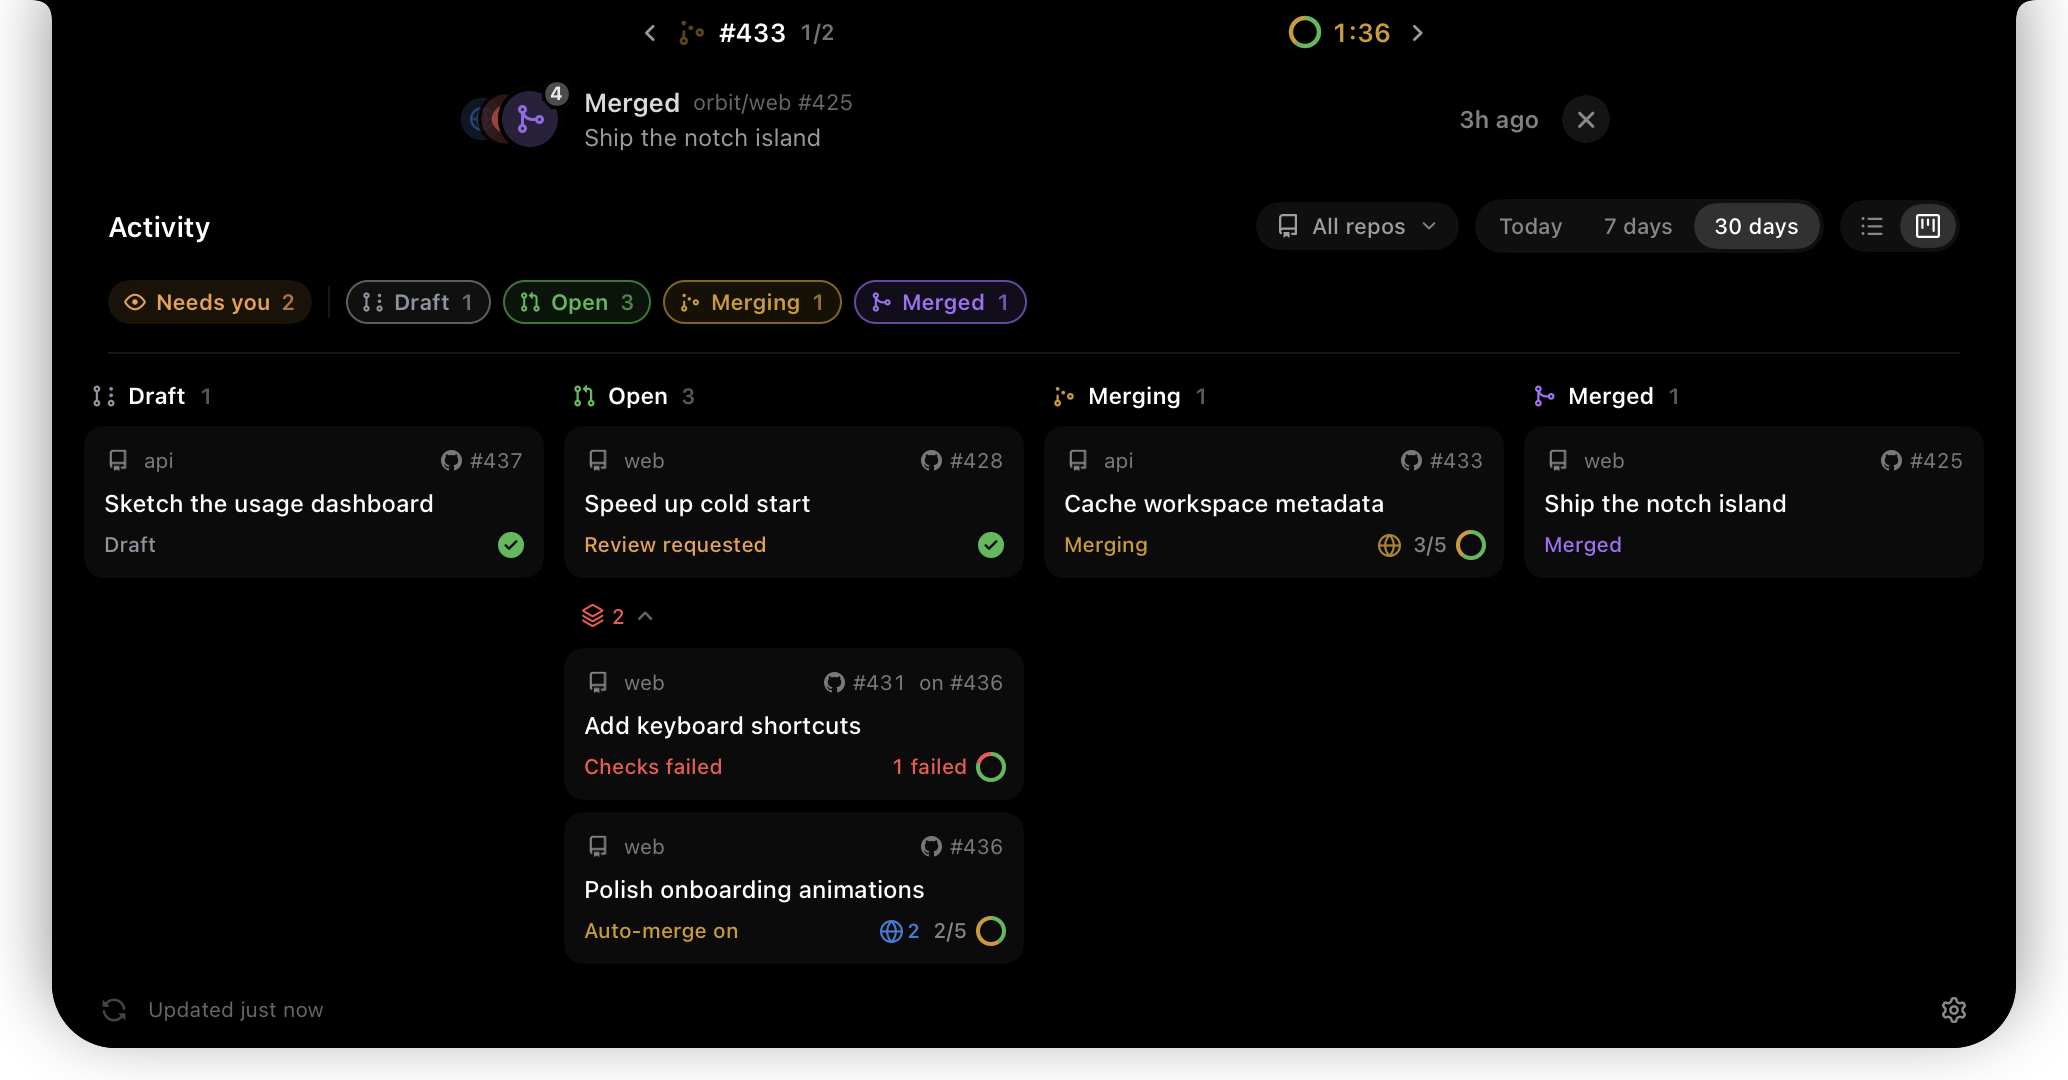 #433 1/2
1:36
4
Merged orbit/web #425
Ship the notch island
3h ago
Activity
All repos
Today 7 days 30 days
Needs you 2
Draft 1
Open 3
Merging 1
Merged 1
Draft 1
api #437
Sketch the usage dashboard
Draft
Open 3
web #428
Speed up cold start
Review requested
2
web #431 on #436
Add keyboard shortcuts
Checks failed 1 failed
web #436
Polish onboarding animations
Auto-merge on 2 2/5
Merging 1
api #433
Cache workspace metadata
Merging 3/5
Merged 1
web #425
Ship the notch island
Merged
Updated just now